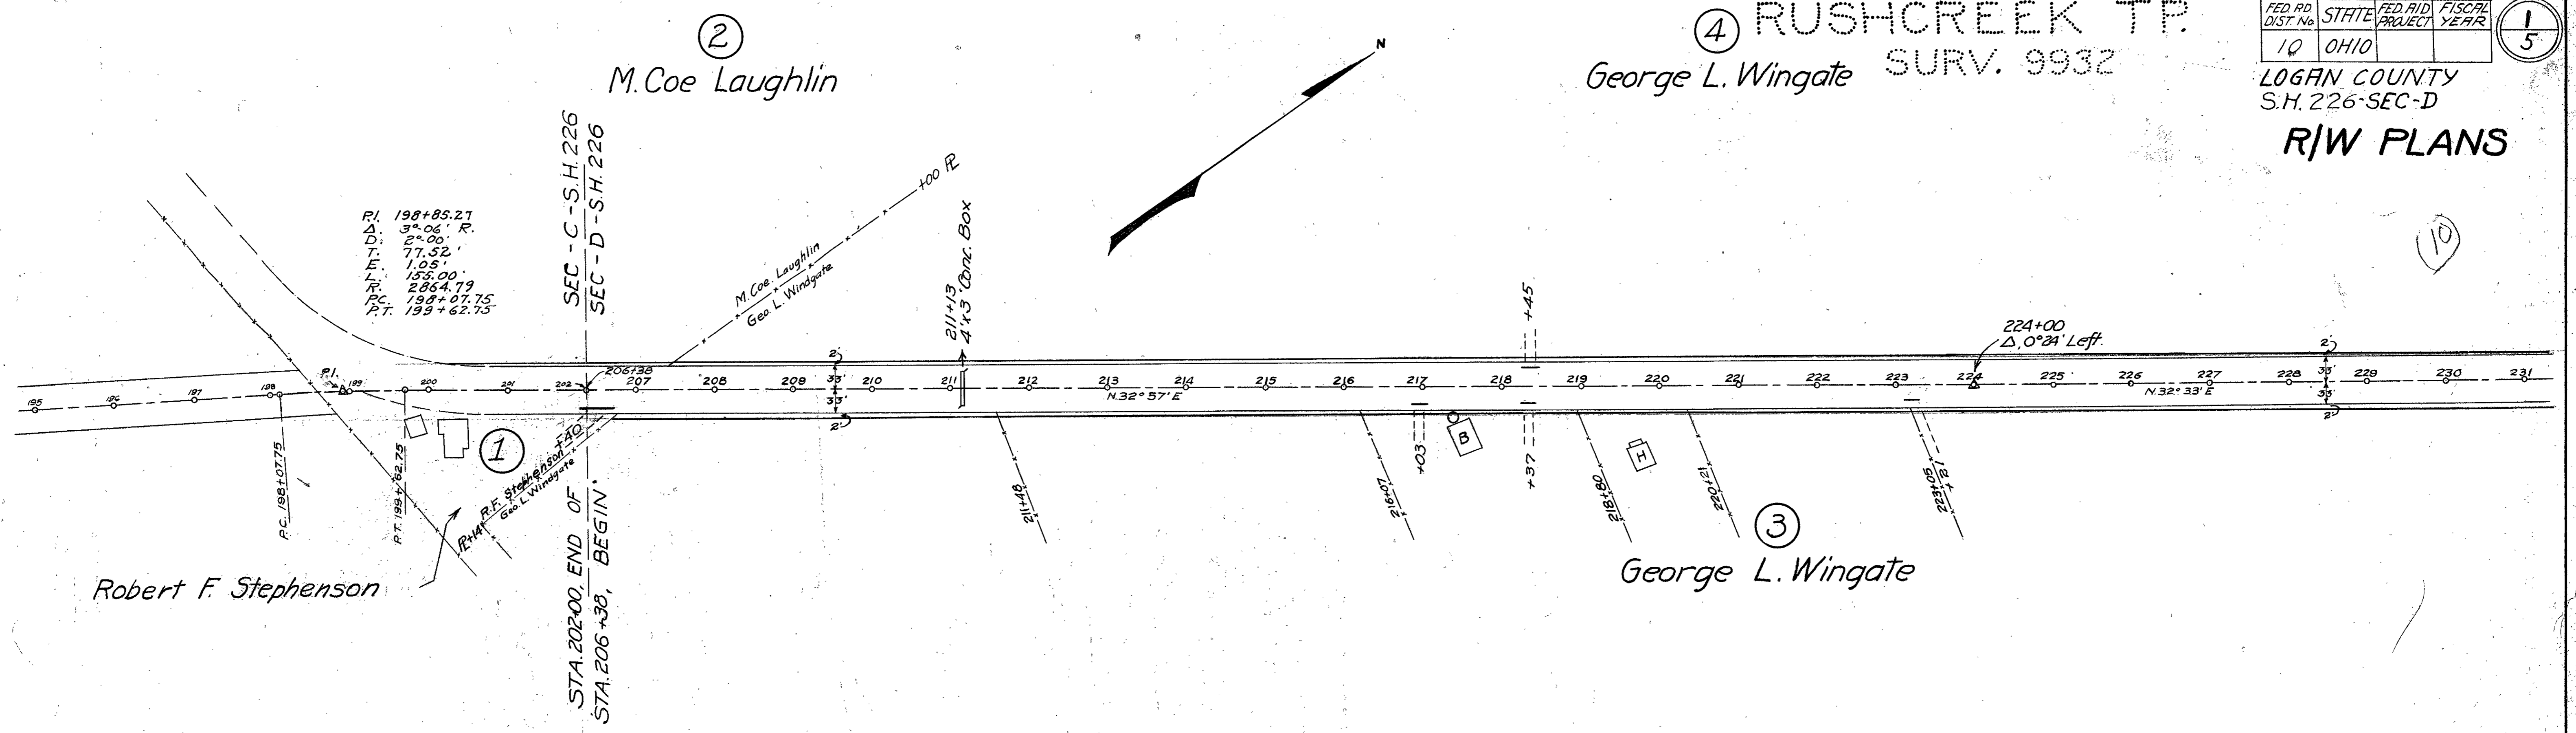 2
M. Coe Laughlin
4
RUSHCREEK TP.
SURV. 9932
George L. Wingate
N
FED. RD. DIST. No. STATE FED. AID PROJECT FISCAL YEAR
10 OHIO
1
5
LOGAN COUNTY
S.H. 226-SEC-D
R/W PLANS
10
P.I. 198+85.27
Δ. 3°-06' R.
D. 2°-00'
T. 77.52'
E. 1.05'
L. 155.00'
R. 2864.79
P.C. 198+07.75
P.T. 199+62.75
SEC - C - S.H. 226
SEC - D - S.H. 226
M. Coe. Laughlin
Geo. L. Windgate
+00 PL
211+13
4'x3' Conc. Box
+45
224+00
Δ, 0°24' Left.
2'
33'
33'
2'
2'
33'
33'
2'
P.I.
206+38
195 196 197 198 199 200 201 202 207 208 209 210 211 212 213 214 215 216 217 218 219 220 221 222 223 224 225 226 227 228 229 230 231
N. 32° 57' E
N. 32° 33' E
P.C. 198+07.75
P.T. 199+62.75
1
+40
R.F. Stephenson
Geo. L. Windgate
PL+14
211+48
216+07
+03
B
+37
218+80
H
220+21
223+05
+21
3
George L. Wingate
Robert F. Stephenson
STA. 202+00, END OF
STA. 206+38, BEGIN